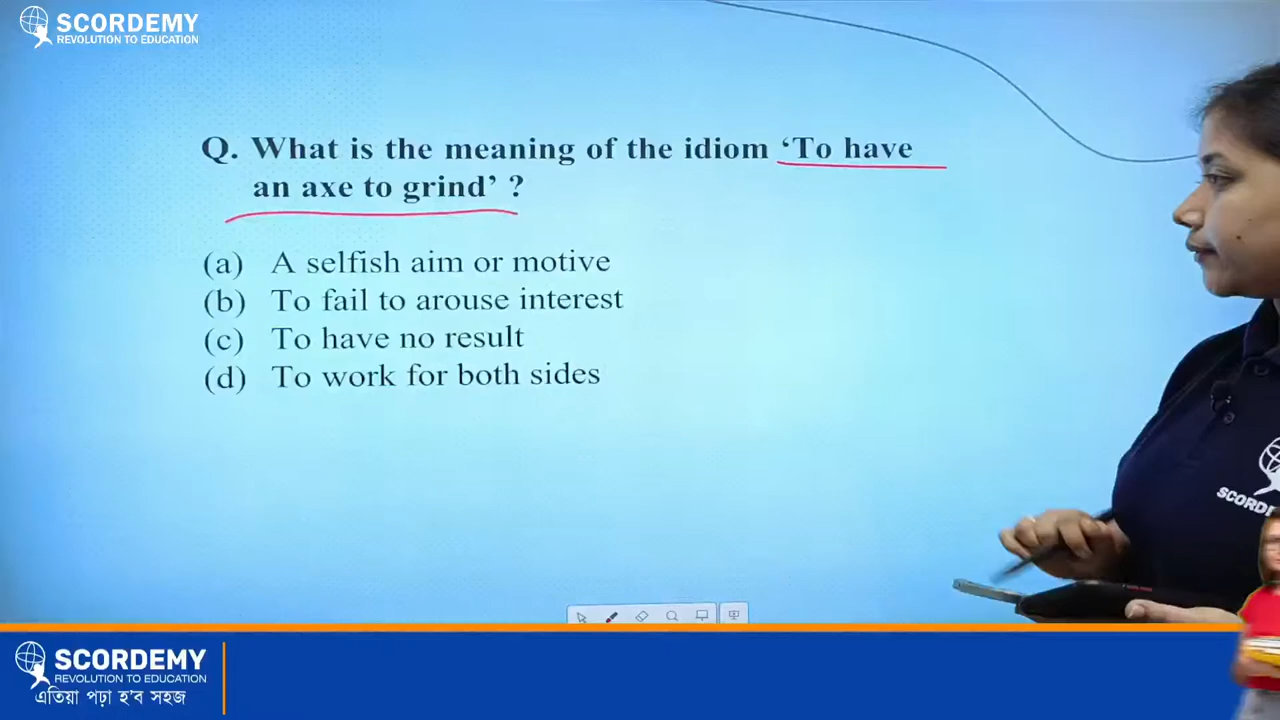 SCORDEMY
REVOLUTION TO EDUCATION
Q. What is the meaning of the idiom ‘To have
an axe to grind’ ?
(a) A selfish aim or motive
(b) To fail to arouse interest
(c) To have no result
(d) To work for both sides
SCORDE
SCORDEMY
REVOLUTION TO EDUCATION
এতিয়া পঢ়া হ'ব সহজ